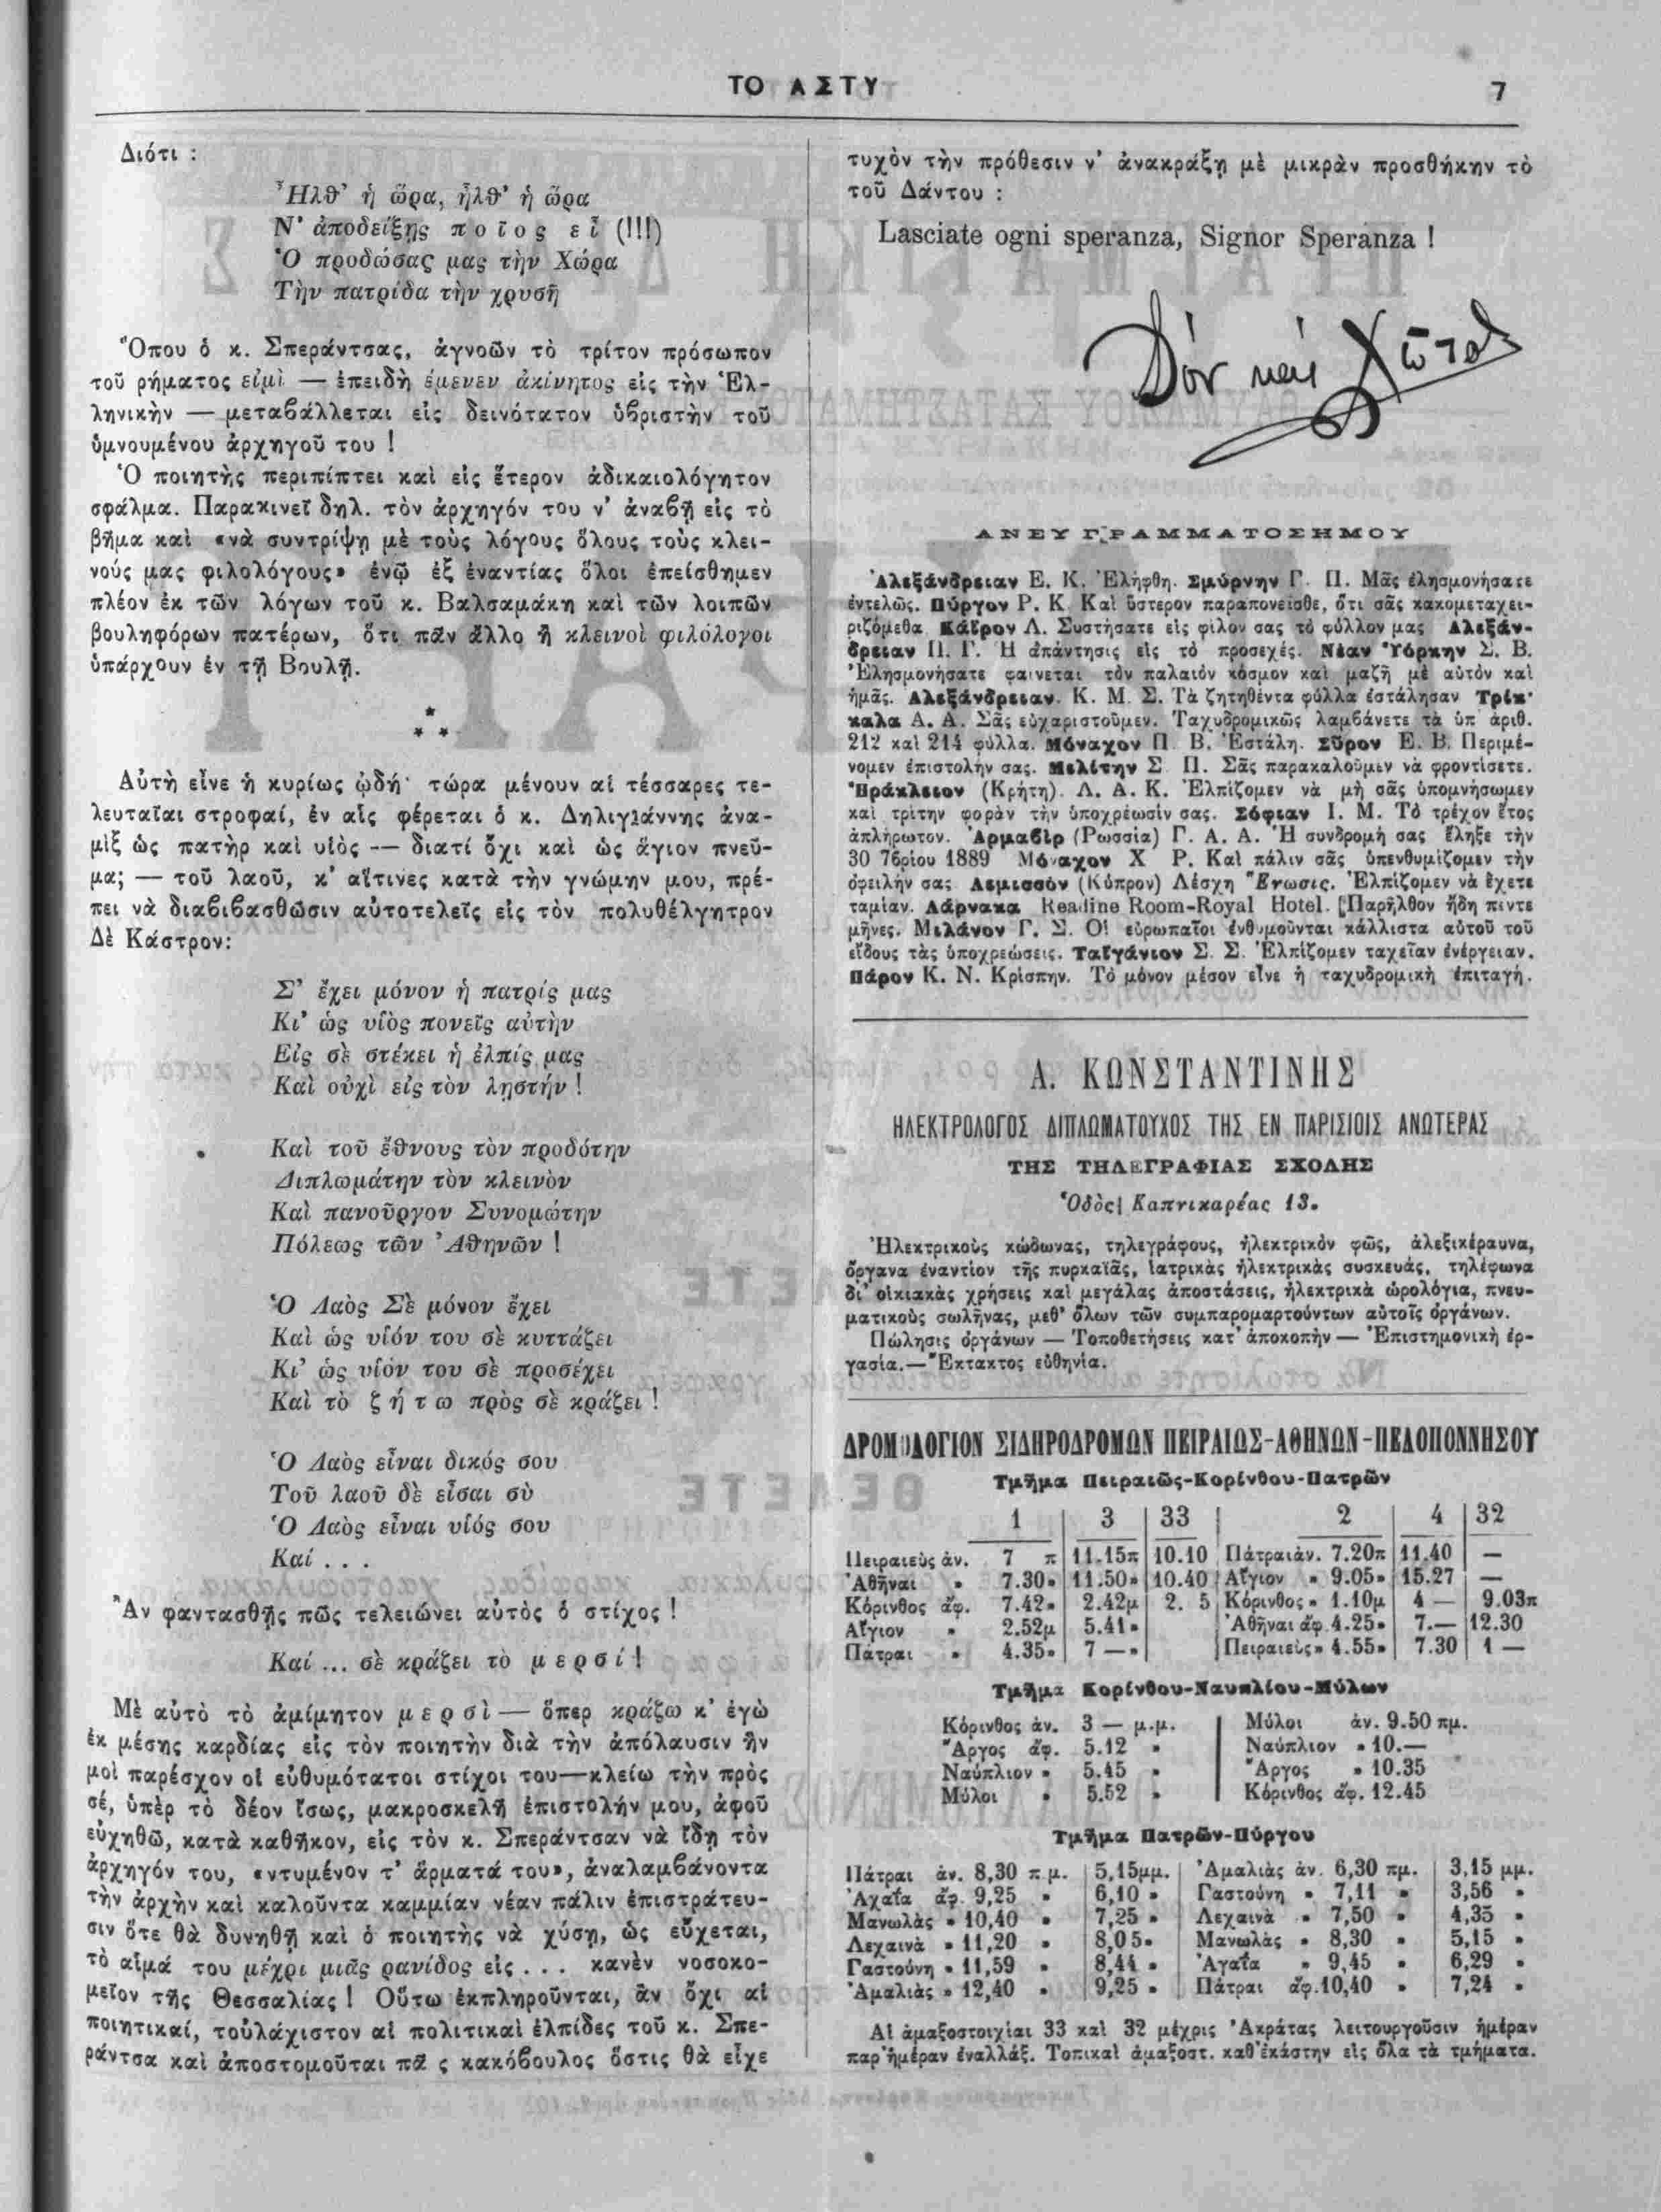 ΤΟ ΑΣΤΥ
7
Διότι :
Ἦλθ' ἡ ὥρα, ἦλθ' ἡ ὥρα
Ν' ἀποδείξῃς ποῖος εἶ (!!!)
Ὁ προδώσας μας τὴν Χώρα
Τὴν πατρίδα τὴν χρυσῆ
Ὅπου ὁ κ. Σπεράντσας, ἀγνοῶν τὸ τρίτον πρόσωπον
τοῦ ρήματος εἰμὶ — ἐπειδὴ ἔμενεν ἀκίνητος εἰς τὴν Ἑλ-
ληνικὴν — μεταβάλλεται εἰς δεινότατον ὑβριστὴν τοῦ
ὑμνουμένου ἀρχηγοῦ του !
Ὁ ποιητὴς περιπίπτει καὶ εἰς ἕτερον ἀδικαιολόγητον
σφάλμα. Παρακινεῖ δηλ. τὸν ἀρχηγόν του ν' ἀναβῇ εἰς τὸ
βῆμα καὶ «νὰ συντρίψῃ μὲ τοὺς λόγους ὅλους τοὺς κλει-
νούς μας φιλολόγους» ἐνῷ ἐξ ἐναντίας ὅλοι ἐπείσθημεν
πλέον ἐκ τῶν λόγων τοῦ κ. Βαλσαμάκη καὶ τῶν λοιπῶν
βουληφόρων πατέρων, ὅτι πᾶν ἄλλο ἢ κλεινοὶ φιλόλογοι
ὑπάρχουν ἐν τῇ Βουλῇ.
* * *
Αὐτὴ εἶνε ἡ κυρίως ᾠδή· τώρα μένουν αἱ τέσσαρες τε-
λευταῖαι στροφαί, ἐν αἷς φέρεται ὁ κ. Δηλιγιάννης ἀνα-
μὶξ ὡς πατὴρ καὶ υἱὸς — διατί ὄχι καὶ ὡς ἅγιον πνεῦ-
μα; — τοῦ λαοῦ, κ' αἵτινες κατὰ τὴν γνώμην μου, πρέ-
πει νὰ διαβιβασθῶσιν αὐτοτελεῖς εἰς τὸν πολυθέλγητρον
Δὲ Κάστρον:
Σ' ἔχει μόνον ἡ πατρίς μας
Κι' ὡς υἱὸς πονεῖς αὐτὴν
Εἰς σὲ στέκει ἡ ἐλπίς μας
Καὶ οὐχὶ εἰς τὸν λῃστήν !
Καὶ τοῦ ἔθνους τὸν προδότην
Διπλωμάτην τὸν κλεινὸν
Καὶ πανοῦργον Συνομώτην
Πόλεως τῶν Ἀθηνῶν !
Ὁ Λαὸς Σὲ μόνον ἔχει
Καὶ ὡς υἱόν του σὲ κυττάζει
Κι' ὡς υἱὸν του σὲ προσέχει
Καὶ τὸ ζήτω πρὸς σὲ κράζει !
Ὁ Λαὸς εἶναι δικός σου
Τοῦ λαοῦ δὲ εἶσαι σὺ
Ὁ Λαὸς εἶναι υἱός σου
Καί . . .
Ἂν φαντασθῇς πῶς τελειώνει αὐτὸς ὁ στίχος !
Καί ... σὲ κράζει τὸ μερσί !
Μὲ αὐτὸ τὸ ἀμίμητον μερσὶ — ὅπερ κράζω κ' ἐγὼ
ἐκ μέσης καρδίας εἰς τὸν ποιητὴν διὰ τὴν ἀπόλαυσιν ἣν
μοὶ παρέσχον οἱ εὐθυμότατοι στίχοι του—κλείω τὴν πρὸς
σέ, ὑπὲρ τὸ δέον ἴσως, μακροσκελῆ ἐπιστολήν μου, ἀφοῦ
εὐχηθῶ, κατὰ καθῆκον, εἰς τὸν κ. Σπεράντσαν νὰ ἴδῃ τὸν
ἀρχηγόν του, «ντυμένον τ' ἄρματά του», ἀναλαμβάνοντα
τὴν ἀρχὴν καὶ καλοῦντα καμμίαν νέαν πάλιν ἐπιστράτευ-
σιν ὅτε θὰ δυνηθῇ καὶ ὁ ποιητὴς νὰ χύσῃ, ὡς εὔχεται,
τὸ αἷμά του μέχρι μιᾶς ρανίδος εἰς . . . κανὲν νοσοκο-
μεῖον τῆς Θεσσαλίας ! Οὕτω ἐκπληροῦνται, ἂν ὄχι αἱ
ποιητικαί, τοὐλάχιστον αἱ πολιτικαὶ ἐλπίδες τοῦ κ. Σπε-
ράντσα καὶ ἀποστομοῦται πᾶ ς κακόβουλος ὅστις θὰ εἶχε
τυχὸν τὴν πρόθεσιν ν' ἀνακράξῃ μὲ μικρὰν προσθήκην τὸ
τοῦ Δάντου :
Lasciate ogni speranza, Signor Speranza !
Δὸν καὶ Χῶτος
ΑΝΕΥ ΓΡΑΜΜΑΤΟΣΗΜΟΥ
Ἀλεξάνδρειαν Ε. Κ. Ἐλήφθη. Σμύρνην Γ. Π. Μᾶς ἐλησμονήσατε
ἐντελῶς. Πύργον Ρ. Κ. Καὶ ὕστερον παραπονεῖσθε, ὅτι σᾶς κακομεταχει-
ριζόμεθα. Κάϊρον Λ. Συστήσατε εἰς φίλον σας τὸ φύλλον μας Ἀλεξάν-
δρειαν Π. Γ. Ἡ ἀπάντησις εἰς τὸ προσεχές. Νέαν Ὑόρκην Σ. Β.
Ἐλησμονήσατε φαίνεται τὸν παλαιὸν κόσμον καὶ μαζῆ μὲ αὐτὸν καὶ
ἡμᾶς. Ἀλεξάνδρειαν. Κ. Μ. Σ. Τὰ ζητηθέντα φύλλα ἐστάλησαν Τρίκ-
καλα Α. Α. Σᾶς εὐχαριστοῦμεν. Ταχυδρομικῶς λαμβάνετε τὰ ὑπ ἀριθ.
212 καὶ 214 φύλλα. Μόναχον Π. Β. Ἐστάλη. Σῦρον Ε. Β. Περιμέ-
νομεν ἐπιστολήν σας. Μελίτην Σ. Π. Σᾶς παρακαλοῦμεν νὰ φροντίσετε.
Ἡράκλειον (Κρήτη). Λ. Α. Κ. Ἐλπίζομεν νὰ μὴ σᾶς ὑπομνήσωμεν
καὶ τρίτην φορὰν τὴν ὑποχρέωσίν σας. Σόφιαν Ι. Μ. Τὸ τρέχον ἔτος
ἀπλήρωτον. Ἀρμαβὶρ (Ρωσσία) Γ. Α. Α. Ἡ συνδρομή σας ἔληξε τὴν
30 7βρίου 1889 Μόναχον Χ Ρ. Καὶ πάλιν σᾶς ὑπενθυμίζομεν τὴν
ὀφειλήν σας Λεμισσὸν (Κύπρον) Λέσχη Ἕνωσις. Ἐλπίζομεν νὰ ἔχετε
ταμίαν. Λάρνακα Readine Room-Royal Hotel. Παρῆλθον ἤδη πέντε
μῆνες. Μιλάνον Γ. Σ. Οἱ εὐρωπαῖοι ἐνθυμοῦνται κάλλιστα αὐτοῦ τοῦ
εἴδους τὰς ὑποχρεώσεις. Ταϊγάνιον Σ. Σ. Ἐλπίζομεν ταχεῖαν ἐνέργειαν.
Πάρον Κ. Ν. Κρίσπην. Τὸ μόνον μέσον εἶνε ἡ ταχυδρομικὴ ἐπιταγή.
Α. ΚΩΝΣΤΑΝΤΙΝΗΣ
ΗΛΕΚΤΡΟΛΟΓΟΣ ΔΙΠΛΩΜΑΤΟΥΧΟΣ ΤΗΣ ΕΝ ΠΑΡΙΣΙΟΙΣ ΑΝΩΤΕΡΑΣ
ΤΗΣ ΤΗΛΕΓΡΑΦΙΑΣ ΣΧΟΛΗΣ
Ὁδὸς Καπνικαρέας 13.
Ἠλεκτρικοὺς κώδωνας, τηλεγράφους, ἠλεκτρικὸν φῶς, ἀλεξικέραυνα,
ὄργανα ἐναντίον τῆς πυρκαϊᾶς, ἰατρικὰς ἠλεκτρικὰς συσκευάς, τηλέφωνα
δι' οἰκιακὰς χρήσεις καὶ μεγάλας ἀποστάσεις, ἠλεκτρικὰ ὡρολόγια, πνευ-
ματικοὺς σωλῆνας, μεθ' ὅλων τῶν συμπαρομαρτούντων αὐτοῖς ὀργάνων.
Πώλησις ὀργάνων — Τοποθετήσεις κατ' ἀποκοπὴν — Ἐπιστημονικὴ ἐρ-
γασία.—Ἔκτακτος εὐθηνία.
ΔΡΟΜΟΛΟΓΙΟΝ ΣΙΔΗΡΟΔΡΟΜΩΝ ΠΕΙΡΑΙΩΣ-ΑΘΗΝΩΝ-ΠΕΛΟΠΟΝΝΗΣΟΥ
Τμῆμα Πειραιῶς-Κορίνθου-Πατρῶν
1 3 33 2 4 32
Πειραιεὺς ἀν. 7 π 11.15π 10.10 Πάτραι ἀν. 7.20π 11.40 —
Ἀθῆναι » 7.30» 11.50» 10.40 Αἴγιον » 9.05» 15.27 —
Κόρινθος ἄφ. 7.42» 2.42μ 2. 5 Κόρινθος » 1.10μ 4 — 9.03π
Αἴγιον » 2.52μ 5.41» Ἀθῆναι ἄφ. 4.25» 7.— 12.30
Πάτραι » 4.35» 7 —» Πειραιεὺς » 4.55» 7.30 1 —
Τμῆμα Κορίνθου-Ναυπλίου-Μύλων
Κόρινθος ἀν. 3 — μ.μ. Μύλοι ἀν. 9.50 πμ.
Ἄργος ἄφ. 5.12 » Ναύπλιον » 10.—
Ναύπλιον » 5.45 » Ἄργος » 10.35
Μύλοι » 5.52 » Κόρινθος ἄφ. 12.45
Τμῆμα Πατρῶν-Πύργου
Πάτραι ἀν. 8,30 π.μ. 5,15μμ. Ἀμαλιὰς ἀν. 6,30 πμ. 3,15 μμ.
Ἀχαΐα ἄφ. 9,25 » 6,10 » Γαστούνη » 7,11 » 3,56 »
Μανωλὰς » 10,40 » 7,25 » Λεχαινὰ » 7,50 » 4,35 »
Λεχαινὰ » 11,20 » 8,05» Μανωλὰς » 8,30 » 5,15 »
Γαστούνη » 11,59 » 8,44 » Ἀχαΐα » 9,45 » 6,29 »
Ἀμαλιὰς » 12,40 » 9,25 » Πάτραι ἄφ. 10,40 » 7,24 »
Αἱ ἁμαξοστοιχίαι 33 καὶ 32 μέχρις Ἀκράτας λειτουργοῦσιν ἡμέραν
παρ' ἡμέραν ἐναλλάξ. Τοπικαὶ ἁμαξοστ. καθ' ἑκάστην εἰς ὅλα τὰ τμήματα.